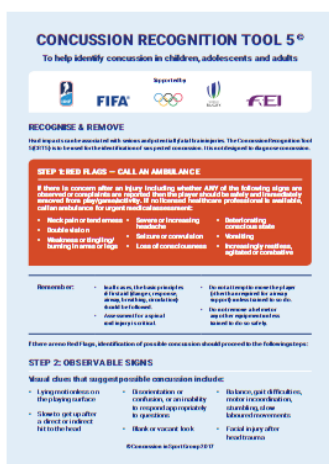 CONCUSSION RECOGNITION TOOL 5©
To help identify concussion in children, adolescents and adults
Supported by
FIFA®
FEI
RECOGNISE & REMOVE
Head impacts can be associated with serious and potentially fatal brain injuries. The Concussion Recognition Tool
5 (CRT5) is to be used for the identification of suspected concussion. It is not designed to diagnose concussion.
STEP 1: RED FLAGS — CALL AN AMBULANCE
If there is concern after an injury including whether ANY of the following signs are
observed or complaints are reported then the player should be safely and immediately
removed from play/game/activity. If no licensed healthcare professional is available,
call an ambulance for urgent medical assessment:
• Neck pain or tenderness
• Double vision
• Weakness or tingling/
burning in arms or legs
• Severe or increasing
headache
• Seizure or convulsion
• Loss of consciousness
• Deteriorating
conscious state
• Vomiting
• Increasingly restless,
agitated or combative
Remember:
• In all cases, the basic principles
of first aid (danger, response,
airway, breathing, circulation)
should be followed.
• Assessment for a spinal
cord injury is critical.
• Do not attempt to move the player
(other than required for airway
support) unless trained to so do.
• Do not remove a helmet or
any other equipment unless
trained to do so safely.
If there are no Red Flags, identification of possible concussion should proceed to the following steps:
STEP 2: OBSERVABLE SIGNS
Visual clues that suggest possible concussion include:
• Lying motionless on
the playing surface
• Slow to get up after
a direct or indirect
hit to the head
• Disorientation or
confusion, or an inability
to respond appropriately
to questions
• Blank or vacant look
• Balance, gait difficulties,
motor incoordination,
stumbling, slow
laboured movements
• Facial injury after
head trauma
© Concussion in Sport Group 2017